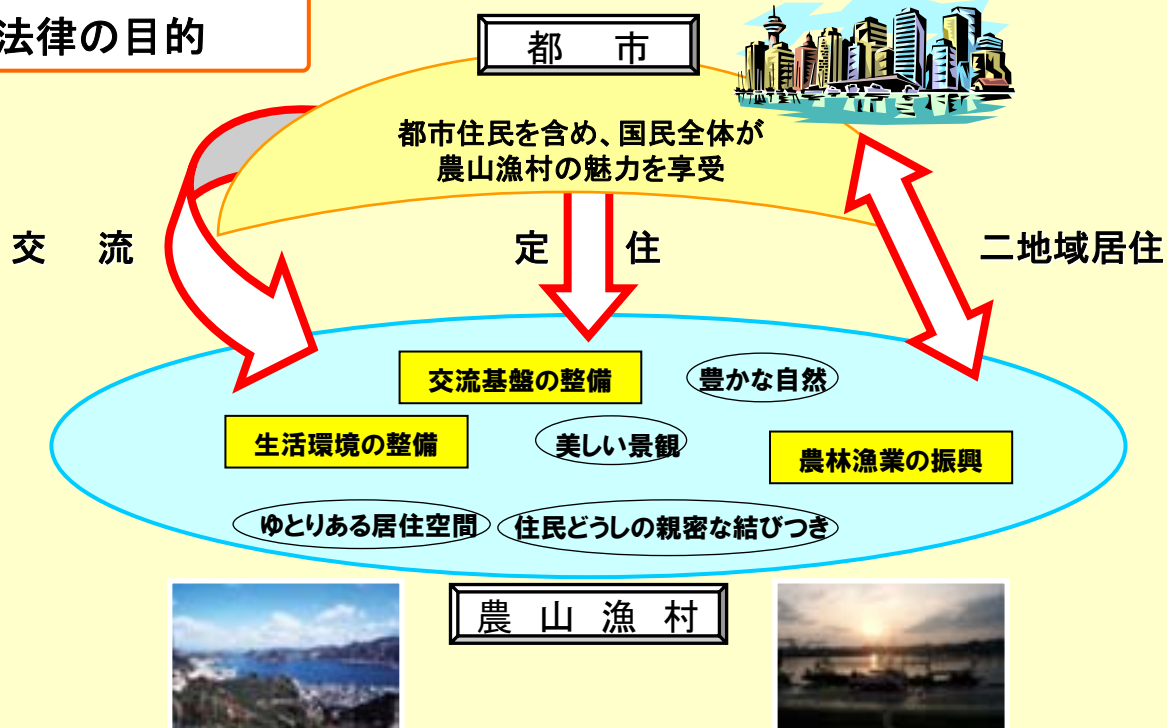 法律の目的
都　市
都市住民を含め、国民全体が
農山漁村の魅力を享受
交　流
定　住
二地域居住
交流基盤の整備
豊かな自然
生活環境の整備
美しい景観
農林漁業の振興
ゆとりある居住空間
住民どうしの親密な結びつき
農 山 漁 村